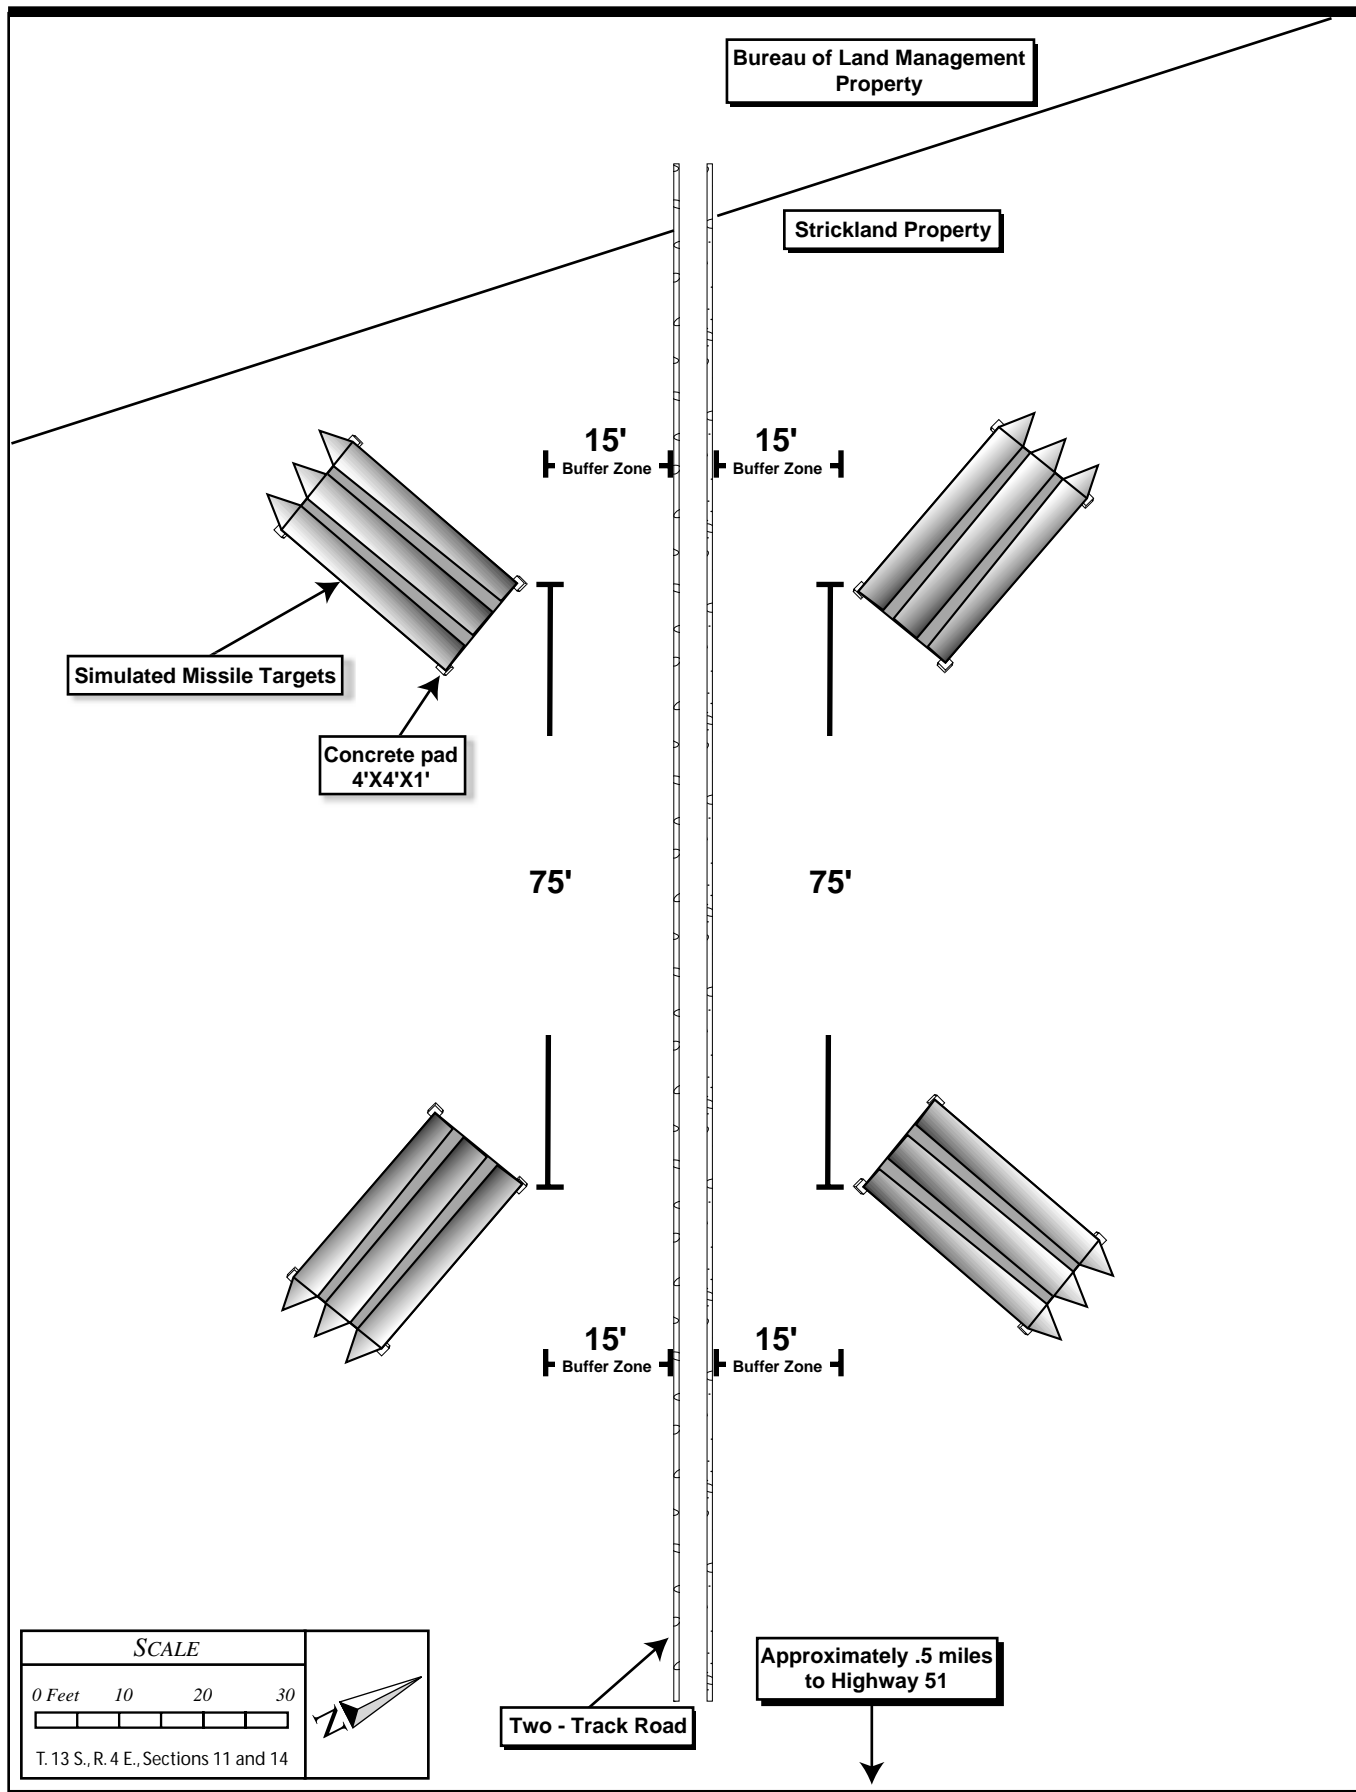 Bureau of Land Management
Property
Strickland Property
15'
Buffer Zone
15'
Buffer Zone
Simulated Missile Targets
Concrete pad
4'X4'X1'
75'
75'
15'
Buffer Zone
15'
Buffer Zone
SCALE
0 Feet 10 20 30
T. 13 S., R. 4 E., Sections 11 and 14
N
Two - Track Road
Approximately .5 miles
to Highway 51